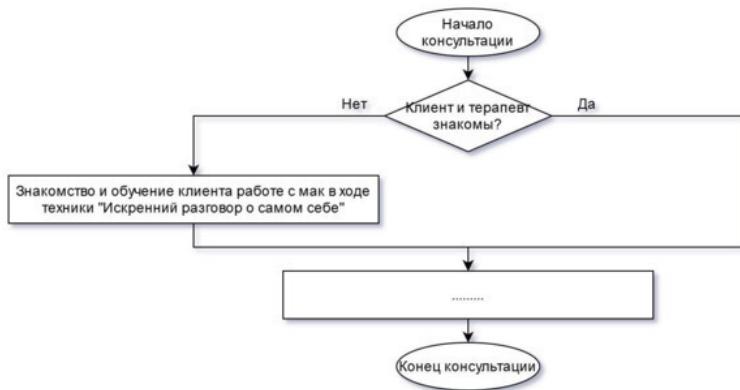 Начало
консультации
Клиент и терапевт
знакомы?
Нет
Да
Знакомство и обучение клиента работе с мак в ходе
техники "Искренний разговор о самом себе"
.........
Конец консультации